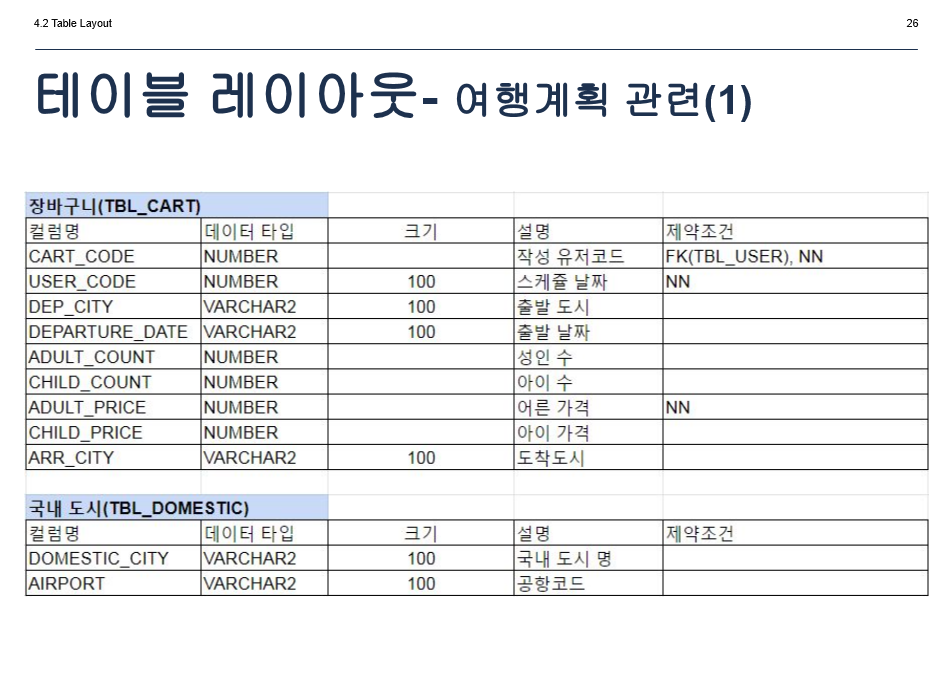 4.2 Table Layout 26
테이블 레이아웃- 여행계획 관련(1)
장바구니(TBL_CART)
컬럼명 데이터 타입 크기 설명 제약조건
CART_CODE NUMBER 작성 유저코드 FK(TBL_USER), NN
USER_CODE NUMBER 100 스케쥴 날짜 NN
DEP_CITY VARCHAR2 100 출발 도시
DEPARTURE_DATE VARCHAR2 100 출발 날짜
ADULT_COUNT NUMBER 성인 수
CHILD_COUNT NUMBER 아이 수
ADULT_PRICE NUMBER 어른 가격 NN
CHILD_PRICE NUMBER 아이 가격
ARR_CITY VARCHAR2 100 도착도시
국내 도시(TBL_DOMESTIC)
컬럼명 데이터 타입 크기 설명 제약조건
DOMESTIC_CITY VARCHAR2 100 국내 도시 명
AIRPORT VARCHAR2 100 공항코드